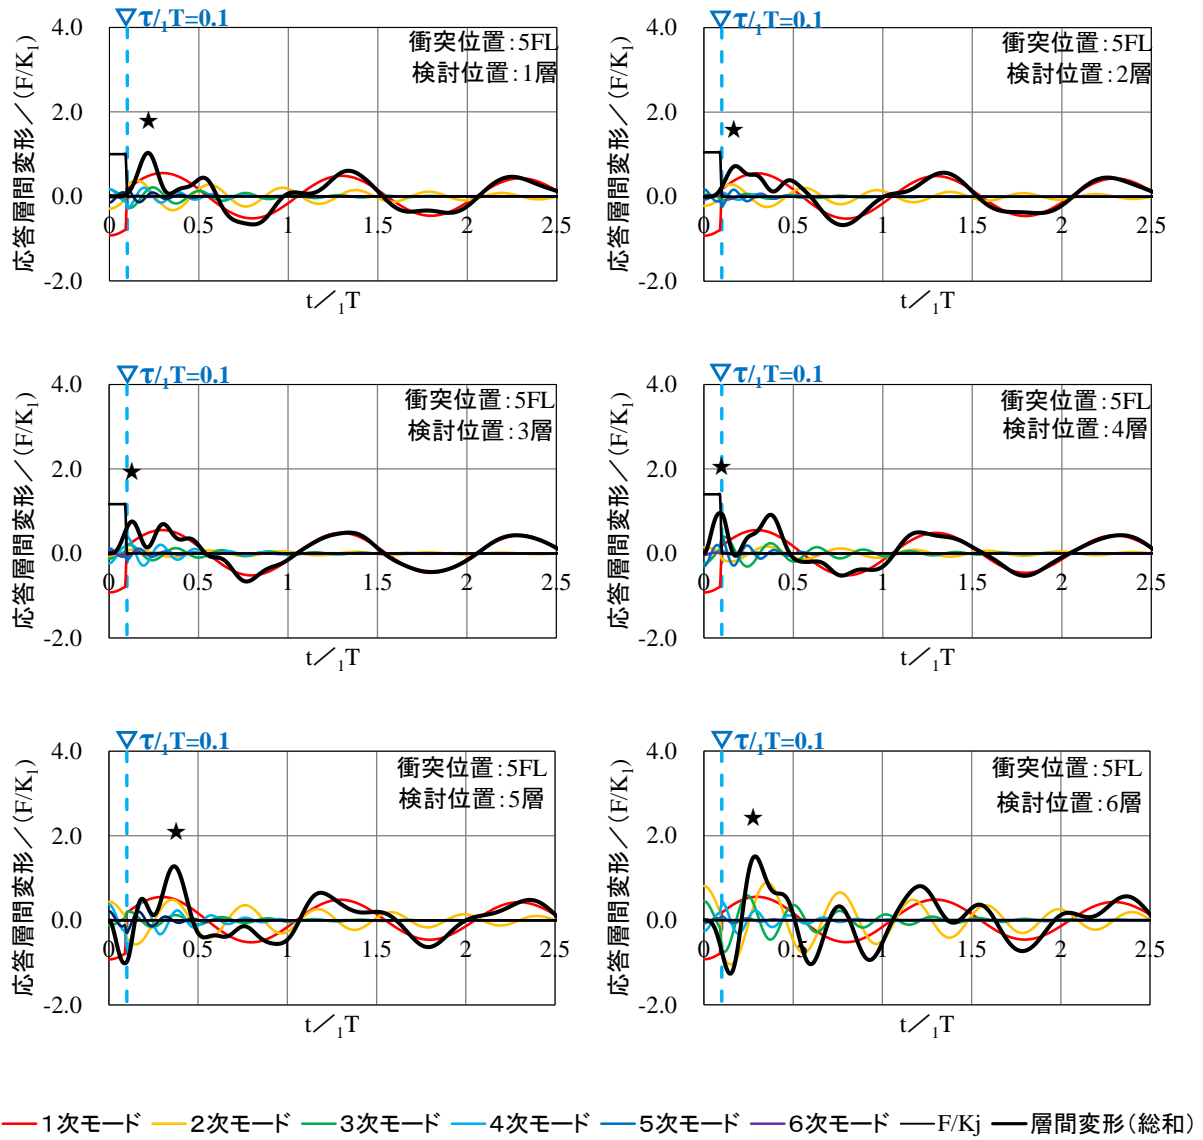 ▽τ/₁T=0.1
応答層間変形／(F/K₁)
4.0
2.0
0.0
-2.0
衝突位置:5FL
検討位置:1層
0 0.5 1 1.5 2 2.5
t／₁T
▽τ/₁T=0.1
応答層間変形／(F/K₁)
4.0
2.0
0.0
-2.0
衝突位置:5FL
検討位置:2層
0 0.5 1 1.5 2 2.5
t／₁T
▽τ/₁T=0.1
応答層間変形／(F/K₁)
4.0
2.0
0.0
-2.0
衝突位置:5FL
検討位置:3層
0 0.5 1 1.5 2 2.5
t／₁T
▽τ/₁T=0.1
応答層間変形／(F/K₁)
4.0
2.0
0.0
-2.0
衝突位置:5FL
検討位置:4層
0 0.5 1 1.5 2 2.5
t／₁T
▽τ/₁T=0.1
応答層間変形／(F/K₁)
4.0
2.0
0.0
-2.0
衝突位置:5FL
検討位置:5層
0 0.5 1 1.5 2 2.5
t／₁T
▽τ/₁T=0.1
応答層間変形／(F/K₁)
4.0
2.0
0.0
-2.0
衝突位置:5FL
検討位置:6層
0 0.5 1 1.5 2 2.5
t／₁T
1次モード 2次モード 3次モード 4次モード 5次モード 6次モード F/Kj 層間変形(総和)